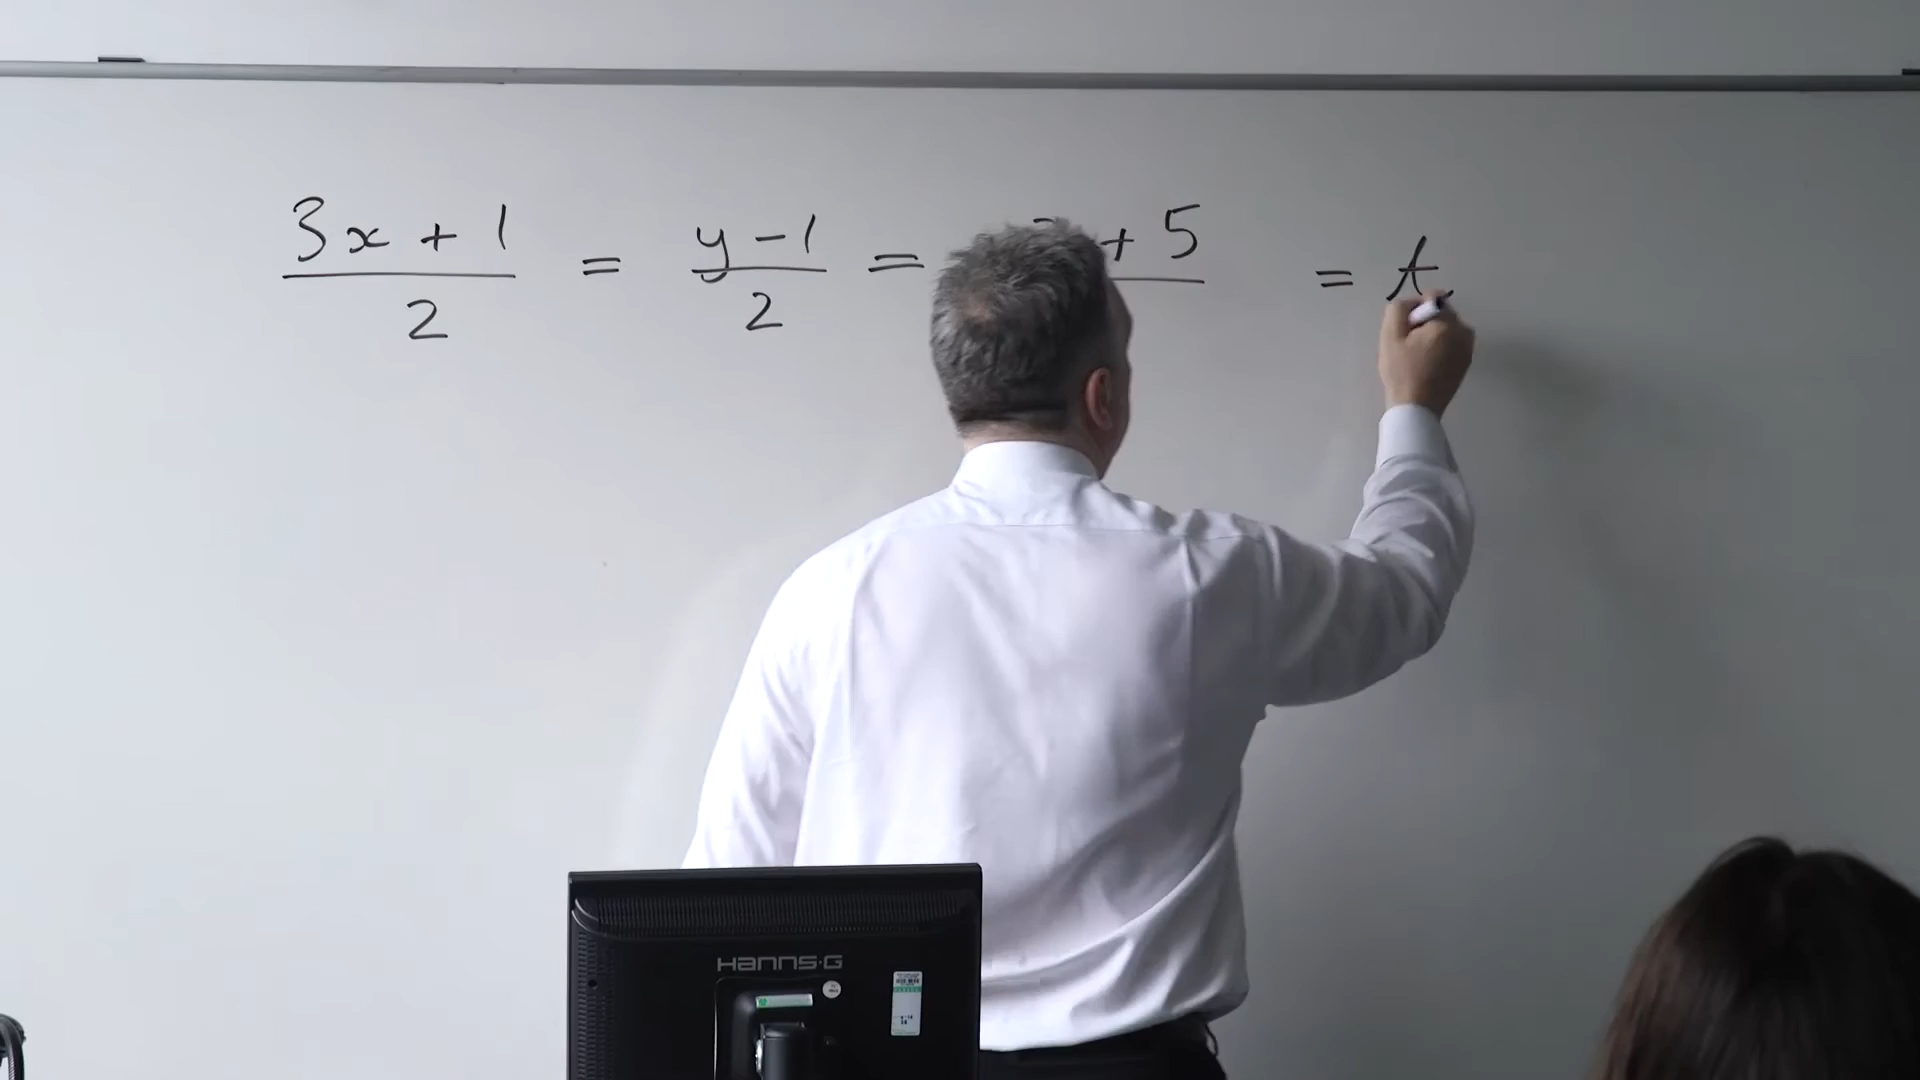 3x + 1 = y - 1 = + 5 = t
2 2
HANNS·G